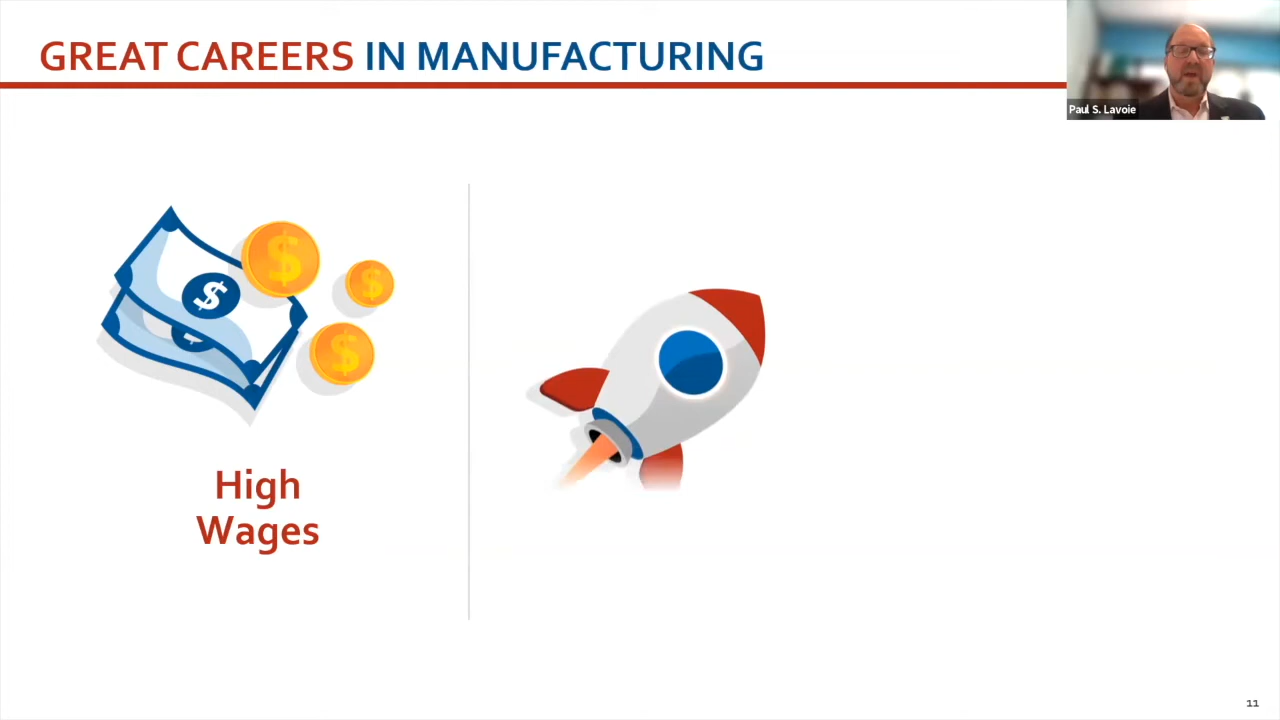 GREAT CAREERS IN MANUFACTURING
Paul S. Lavoie
$
$
$
$
High
Wages
11